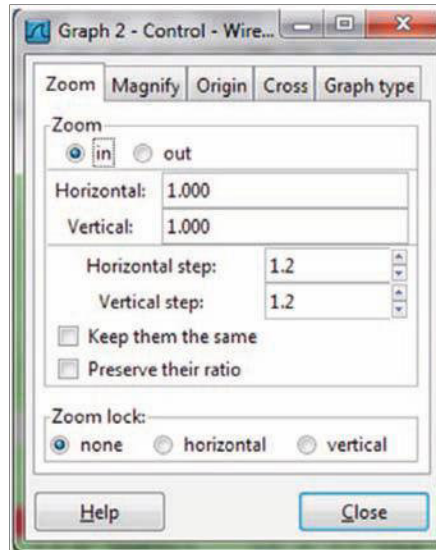 Graph 2 - Control - Wire...
Zoom Magnify Origin Cross Graph type
Zoom
in out
Horizontal: 1.000
Vertical: 1.000
Horizontal step: 1.2
Vertical step: 1.2
Keep them the same
Preserve their ratio
Zoom lock:
none horizontal vertical
Help Close